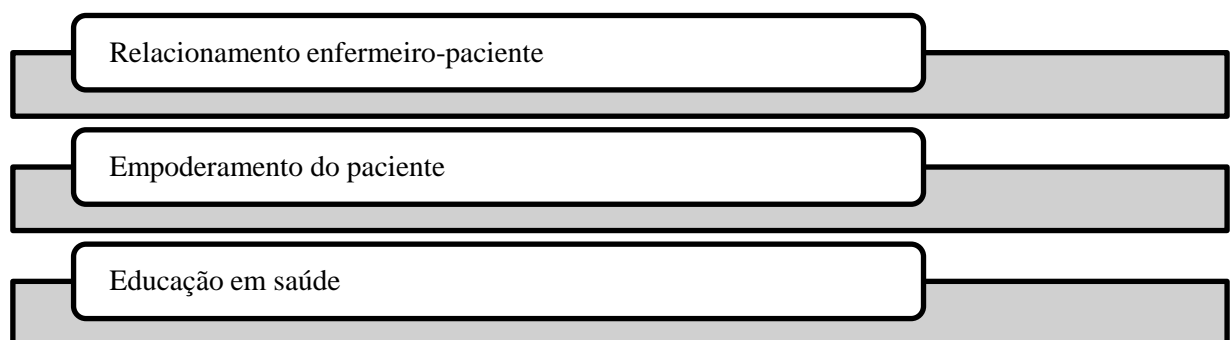 Relacionamento enfermeiro-paciente
Empoderamento do paciente
Educação em saúde